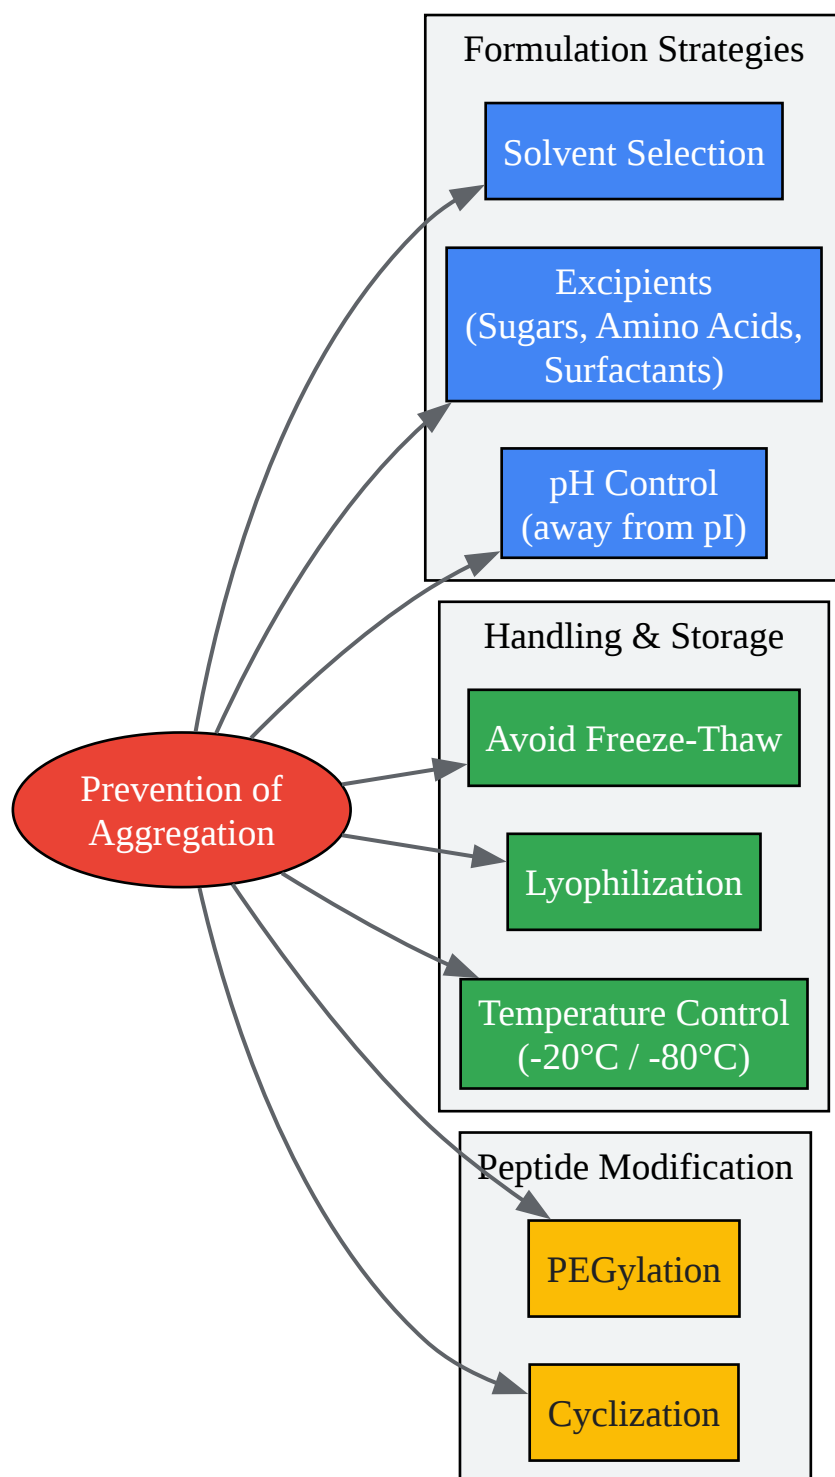 Formulation Strategies
Solvent Selection
Excipients
(Sugars, Amino Acids,
Surfactants)
pH Control
(away from pI)
Handling & Storage
Avoid Freeze-Thaw
Prevention of
Aggregation
Lyophilization
Temperature Control
(-20°C / -80°C)
Peptide Modification
PEGylation
Cyclization